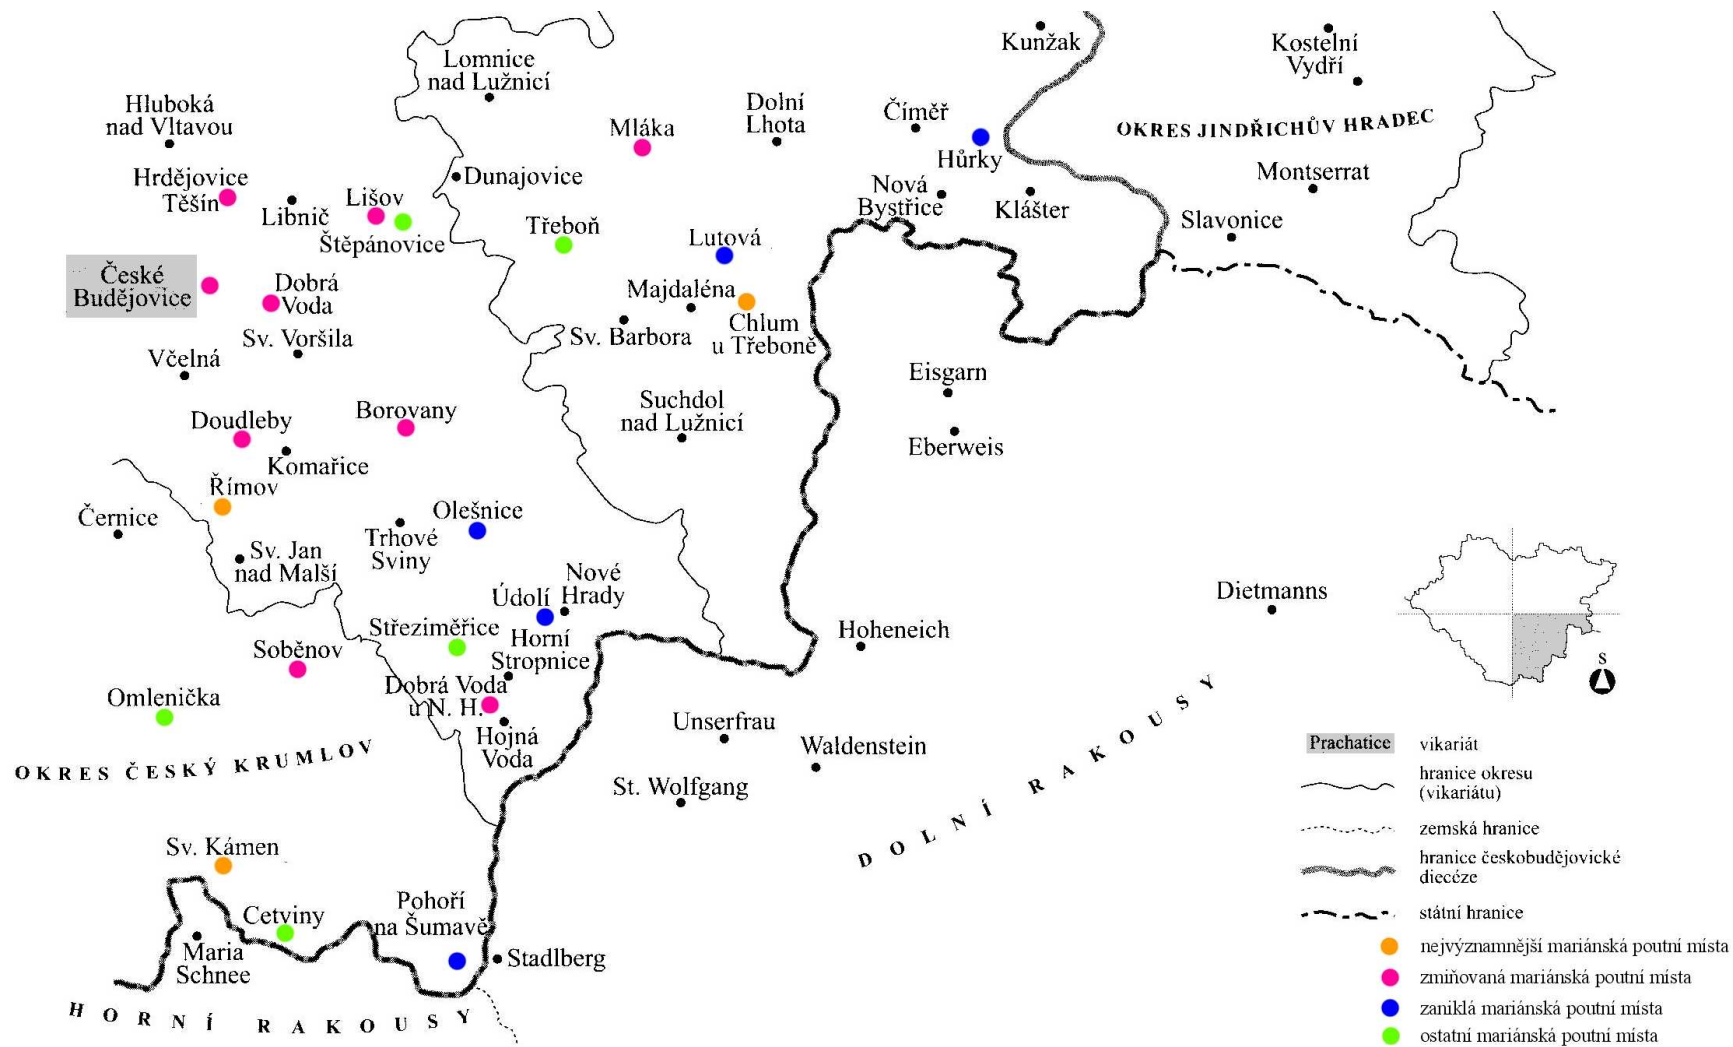 Kunžak
Kostelní
Vydří
Lomnice
nad Lužnicí
Hluboká
nad Vltavou
Dolní
Lhota
Číměř
Mláka
OKRES JINDŘICHŮV HRADEC
Hůrky
Hrdějovice
Těšín
Libnič
Lišov
Štěpánovice
Dunajovice
Nová
Bystřice
Klášter
Montserrat
Slavonice
Třeboň
Lutová
České
Budějovice
Dobrá
Voda
Majdaléna
Sv. Barbora
Chlum
u Třeboně
Sv. Voršila
Včelná
Eisgarn
Suchdol
nad Lužnicí
Eberweis
Doudleby
Borovany
Komařice
Římov
Černice
Olešnice
Trhové
Sviny
Sv. Jan
nad Malší
Nové
Hrady
Údolí
Dietmanns
Střeziměřice
Horní
Stropnice
Hoheneich
Soběnov
Dobrá Voda
u N. H.
Omlenička
Hojná
Voda
Unserfrau
Waldenstein
St. Wolfgang
OKRES ČESKÝ KRUMLOV
DOLNÍ RAKOUSY
Sv. Kámen
Cetviny
Pohoří
na Šumavě
Maria
Schnee
Stadlberg
HORNÍ RAKOUSY
S
Prachatice vikariát
hranice okresu
(vikariátu)
zemská hranice
hranice českobudějovické
diecéze
státní hranice
nejvýznamnější mariánská poutní místa
zmiňovaná mariánská poutní místa
zaniklá mariánská poutní místa
ostatní mariánská poutní místa